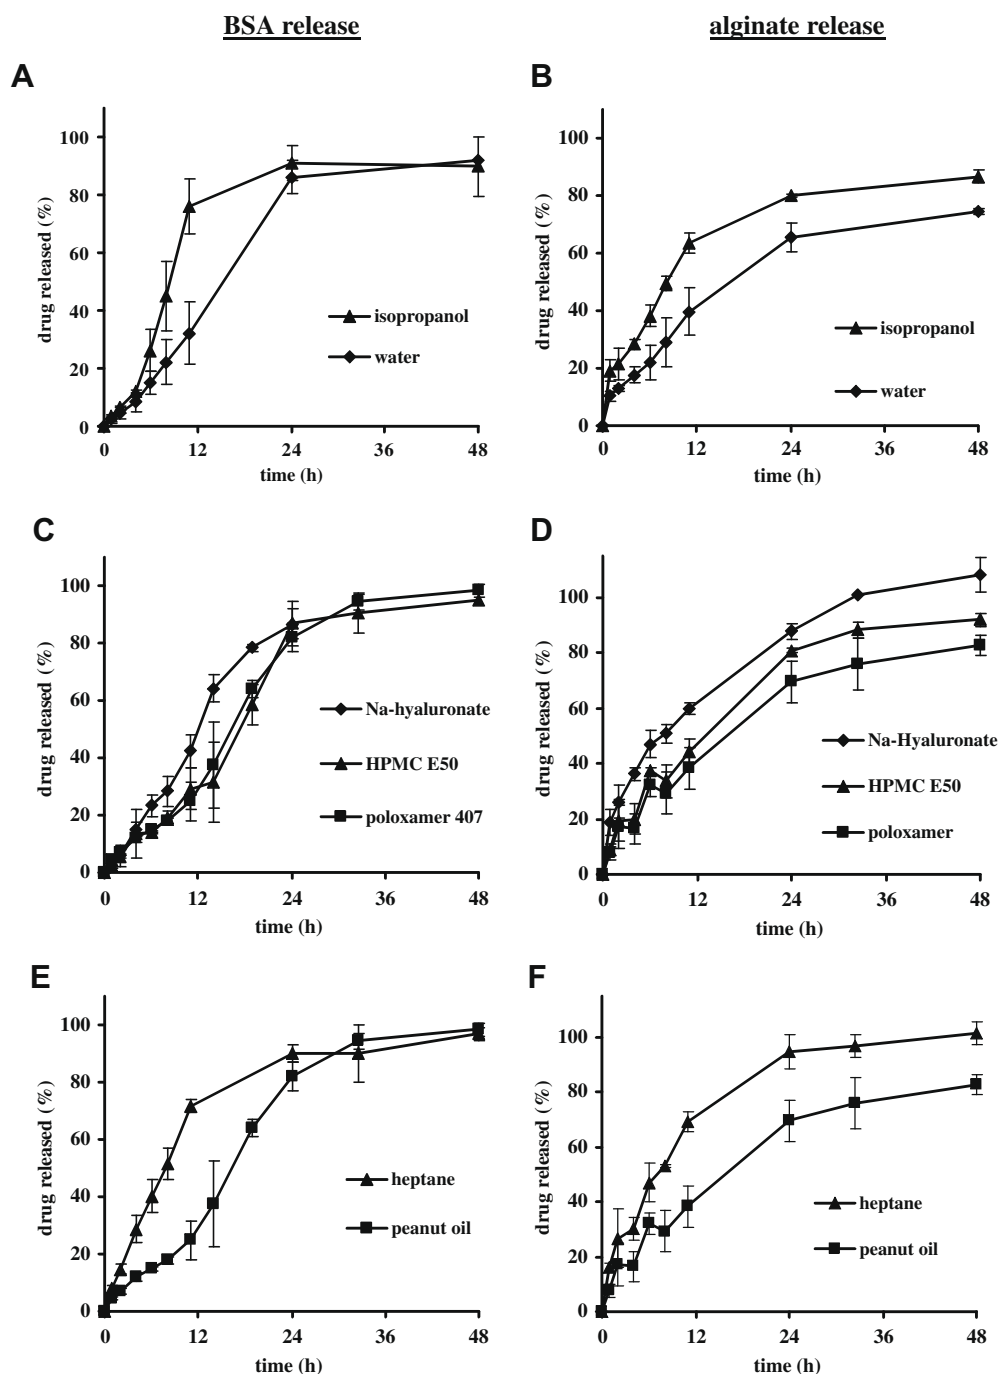 BSA release
alginate release
A
drug released (%)
100
80
60
40
20
0
isopropanol
water
0 12 24 36 48
time (h)
B
drug released (%)
100
80
60
40
20
0
isopropanol
water
0 12 24 36 48
time (h)
C
drug released (%)
100
80
60
40
20
0
Na-hyaluronate
HPMC E50
poloxamer 407
0 12 24 36 48
time (h)
D
drug released (%)
100
80
60
40
20
0
Na-Hyaluronate
HPMC E50
poloxamer
0 12 24 36 48
time (h)
E
drug released (%)
100
80
60
40
20
0
heptane
peanut oil
0 12 24 36 48
time (h)
F
drug released (%)
100
80
60
40
20
0
heptane
peanut oil
0 12 24 36 48
time (h)